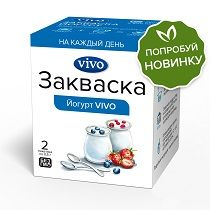 НА КАЖДЫЙ ДЕНЬ
vivo
Закваска
Йогурт VIVO
2
ПОПРОБУЙ
НОВИНКУ